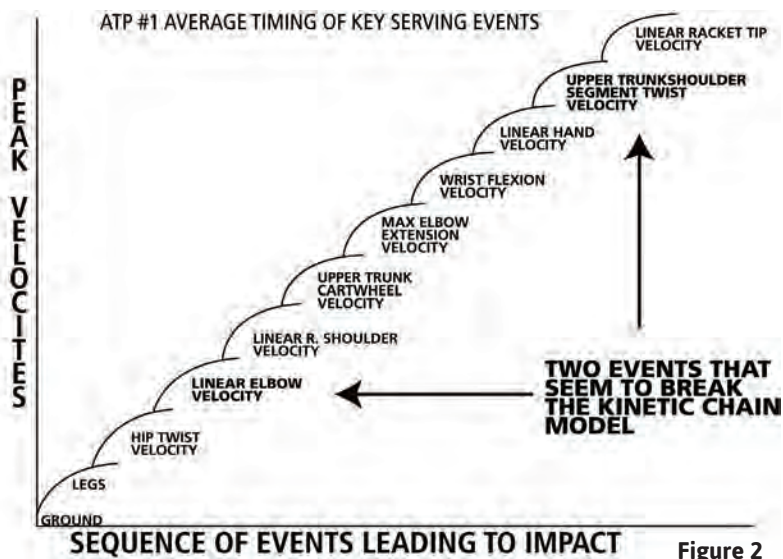 ATP #1 AVERAGE TIMING OF KEY SERVING EVENTS
PEAK VELOCITES
LINEAR RACKET TIP
VELOCITY
UPPER TRUNKSHOULDER
SEGMENT TWIST
VELOCITY
LINEAR HAND
VELOCITY
WRIST FLEXION
VELOCITY
MAX ELBOW
EXTENSION
VELOCITY
UPPER TRUNK
CARTWHEEL
VELOCITY
LINEAR R. SHOULDER
VELOCITY
LINEAR ELBOW
VELOCITY
HIP TWIST
VELOCITY
LEGS
GROUND
TWO EVENTS THAT
SEEM TO BREAK
THE KINETIC CHAIN
MODEL
SEQUENCE OF EVENTS LEADING TO IMPACT
Figure 2